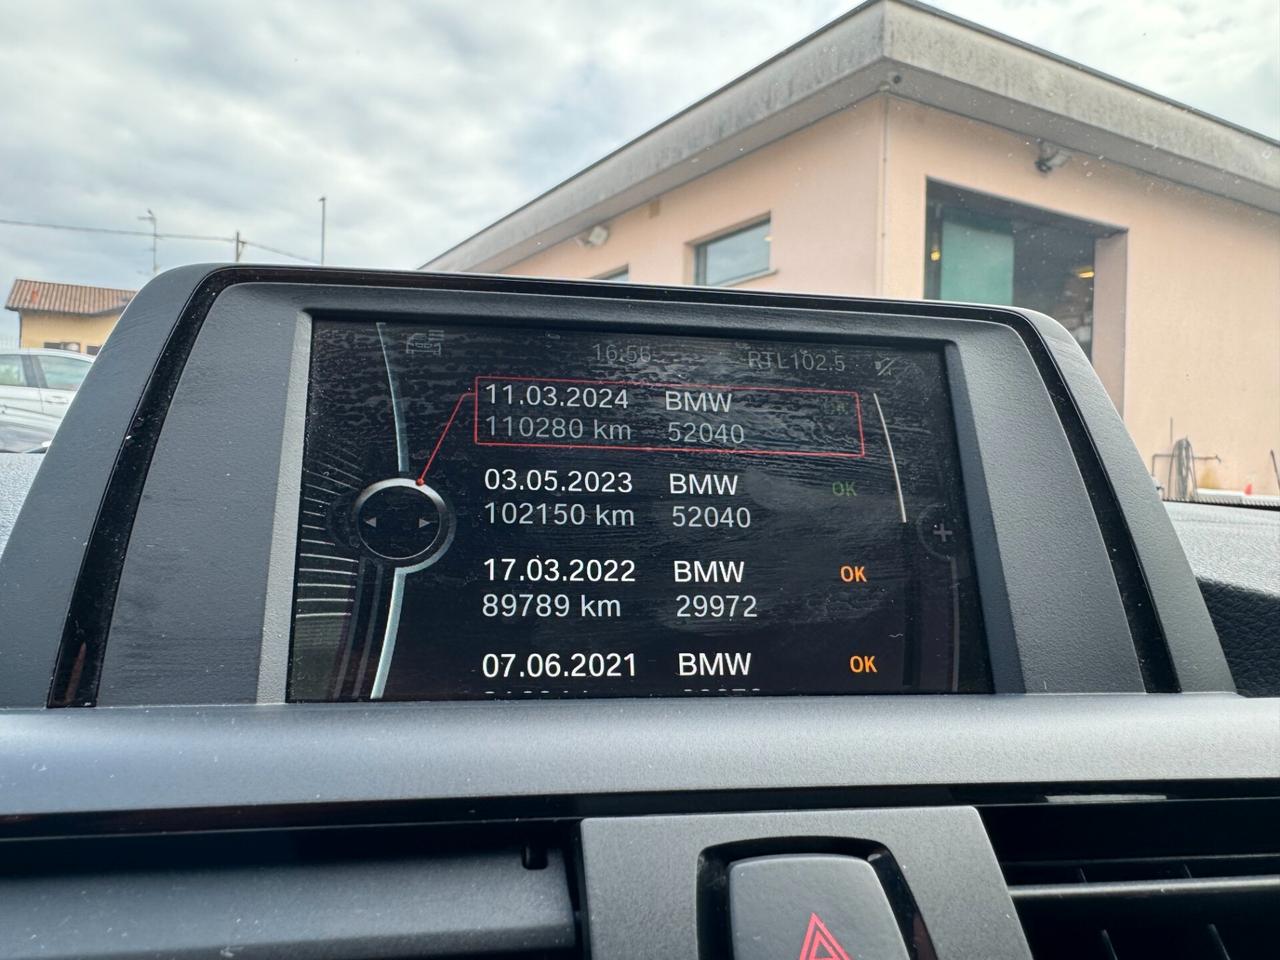 16:56 RTL102.5
11.03.2024 BMW OK
110280 km 52040
03.05.2023 BMW OK
102150 km 52040
17.03.2022 BMW OK
89789 km 29972
07.06.2021 BMW OK